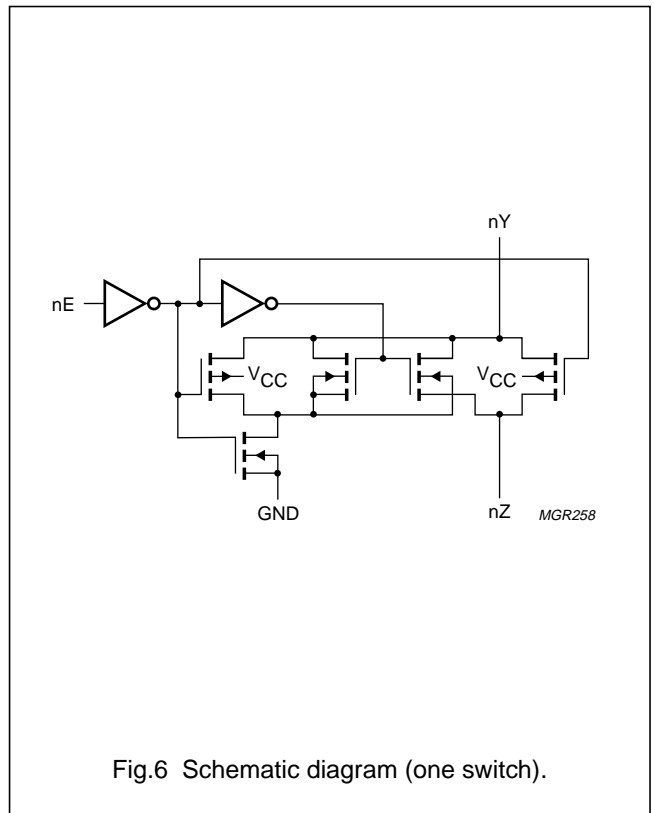 nY
nE
VCC
VCC
GND
nZ
MGR258
Fig.6 Schematic diagram (one switch).